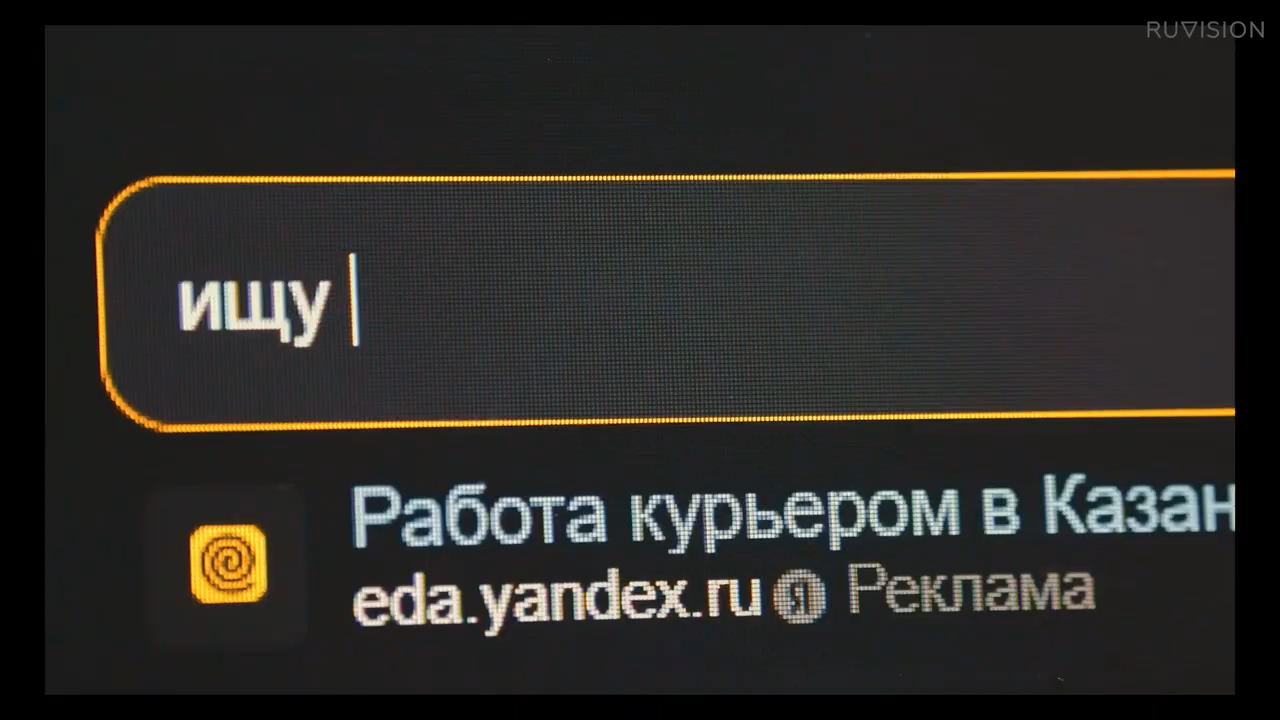 RUVISION
ищу
Работа курьером в Казан
eda.yandex.ru Я Реклама